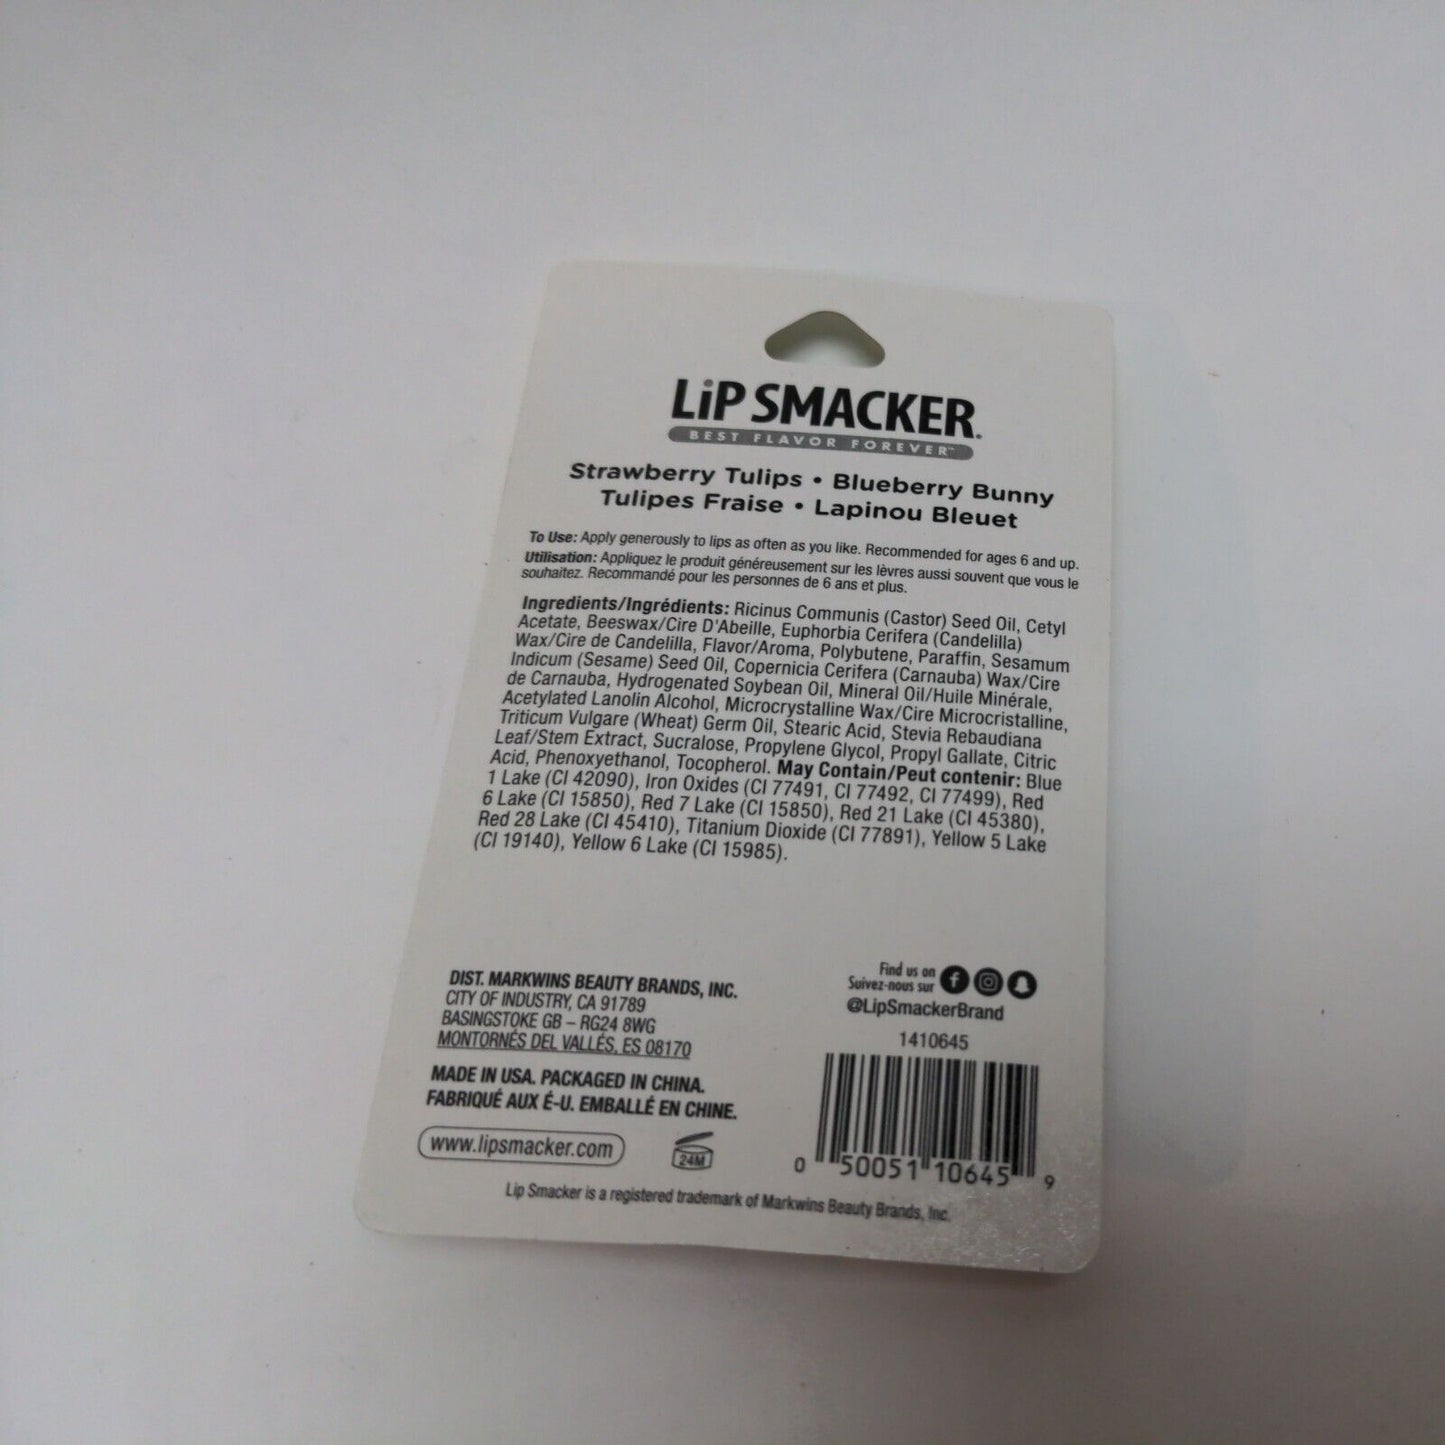 LiP SMACKER.
BEST FLAVOR FOREVER™
Strawberry Tulips • Blueberry Bunny
Tulipes Fraise • Lapinou Bleuet
To Use: Apply generously to lips as often as you like. Recommended for ages 6 and up.
Utilisation: Appliquez le produit généreusement sur les lèvres aussi souvent que vous le
souhaitez. Recommandé pour les personnes de 6 ans et plus.
Ingredients/Ingrédients: Ricinus Communis (Castor) Seed Oil, Cetyl
Acetate, Beeswax/Cire D'Abeille, Euphorbia Cerifera (Candelilla)
Wax/Cire de Candelilla, Flavor/Aroma, Polybutene, Paraffin, Sesamum
Indicum (Sesame) Seed Oil, Copernicia Cerifera (Carnauba) Wax/Cire
de Carnauba, Hydrogenated Soybean Oil, Mineral Oil/Huile Minérale,
Acetylated Lanolin Alcohol, Microcrystalline Wax/Cire Microcristalline,
Triticum Vulgare (Wheat) Germ Oil, Stearic Acid, Stevia Rebaudiana
Leaf/Stem Extract, Sucralose, Propylene Glycol, Propyl Gallate, Citric
Acid, Phenoxyethanol, Tocopherol. May Contain/Peut contenir: Blue
1 Lake (CI 42090), Iron Oxides (CI 77491, CI 77492, CI 77499), Red
6 Lake (CI 15850), Red 7 Lake (CI 15850), Red 21 Lake (CI 45380),
Red 28 Lake (CI 45410), Titanium Dioxide (CI 77891), Yellow 5 Lake
(CI 19140), Yellow 6 Lake (CI 15985).
DIST. MARKWINS BEAUTY BRANDS, INC.
CITY OF INDUSTRY, CA 91789
BASINGSTOKE GB – RG24 8WG
MONTORNÉS DEL VALLÉS, ES 08170
MADE IN USA. PACKAGED IN CHINA.
FABRIQUÉ AUX É-U. EMBALLÉ EN CHINE.
www.lipsmacker.com
24M
Find us on
Suivez-nous sur
@LipSmackerBrand
1410645
0 50051 10645 9
Lip Smacker is a registered trademark of Markwins Beauty Brands, Inc.